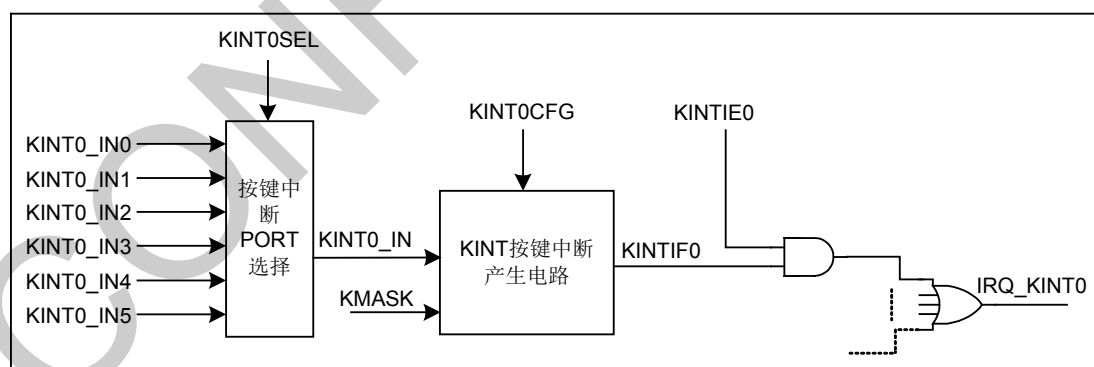 KINT0SEL
KINT0CFG
KINTIE0
KINT0_IN0
KINT0_IN1
KINT0_IN2
KINT0_IN3
KINT0_IN4
KINT0_IN5
按键中
断
PORT
选择
KINT0_IN
KMASK
KINT按键中断
产生电路
KINTIF0
IRQ_KINT0